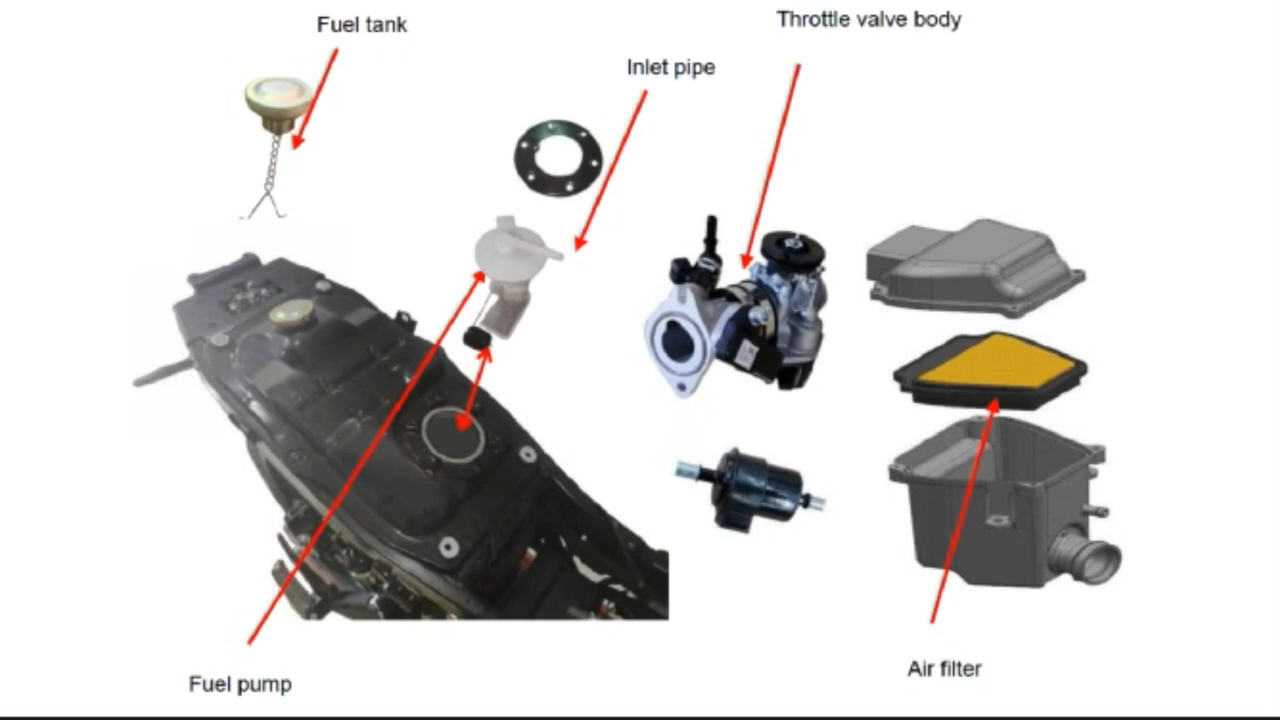 Fuel tank
Throttle valve body
Inlet pipe
Air filter
Fuel pump